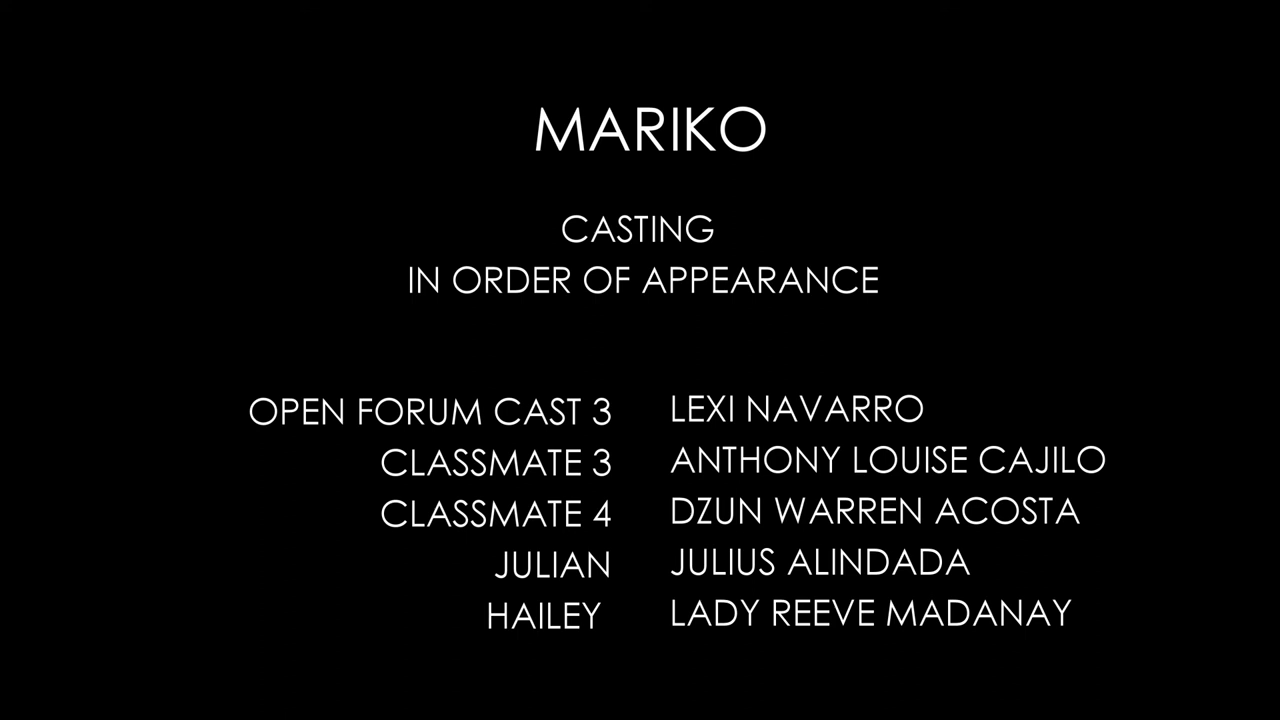 MARIKO
CASTING
IN ORDER OF APPEARANCE
OPEN FORUM CAST 3 LEXI NAVARRO
CLASSMATE 3 ANTHONY LOUISE CAJILO
CLASSMATE 4 DZUN WARREN ACOSTA
JULIAN JULIUS ALINDADA
HAILEY LADY REEVE MADANAY